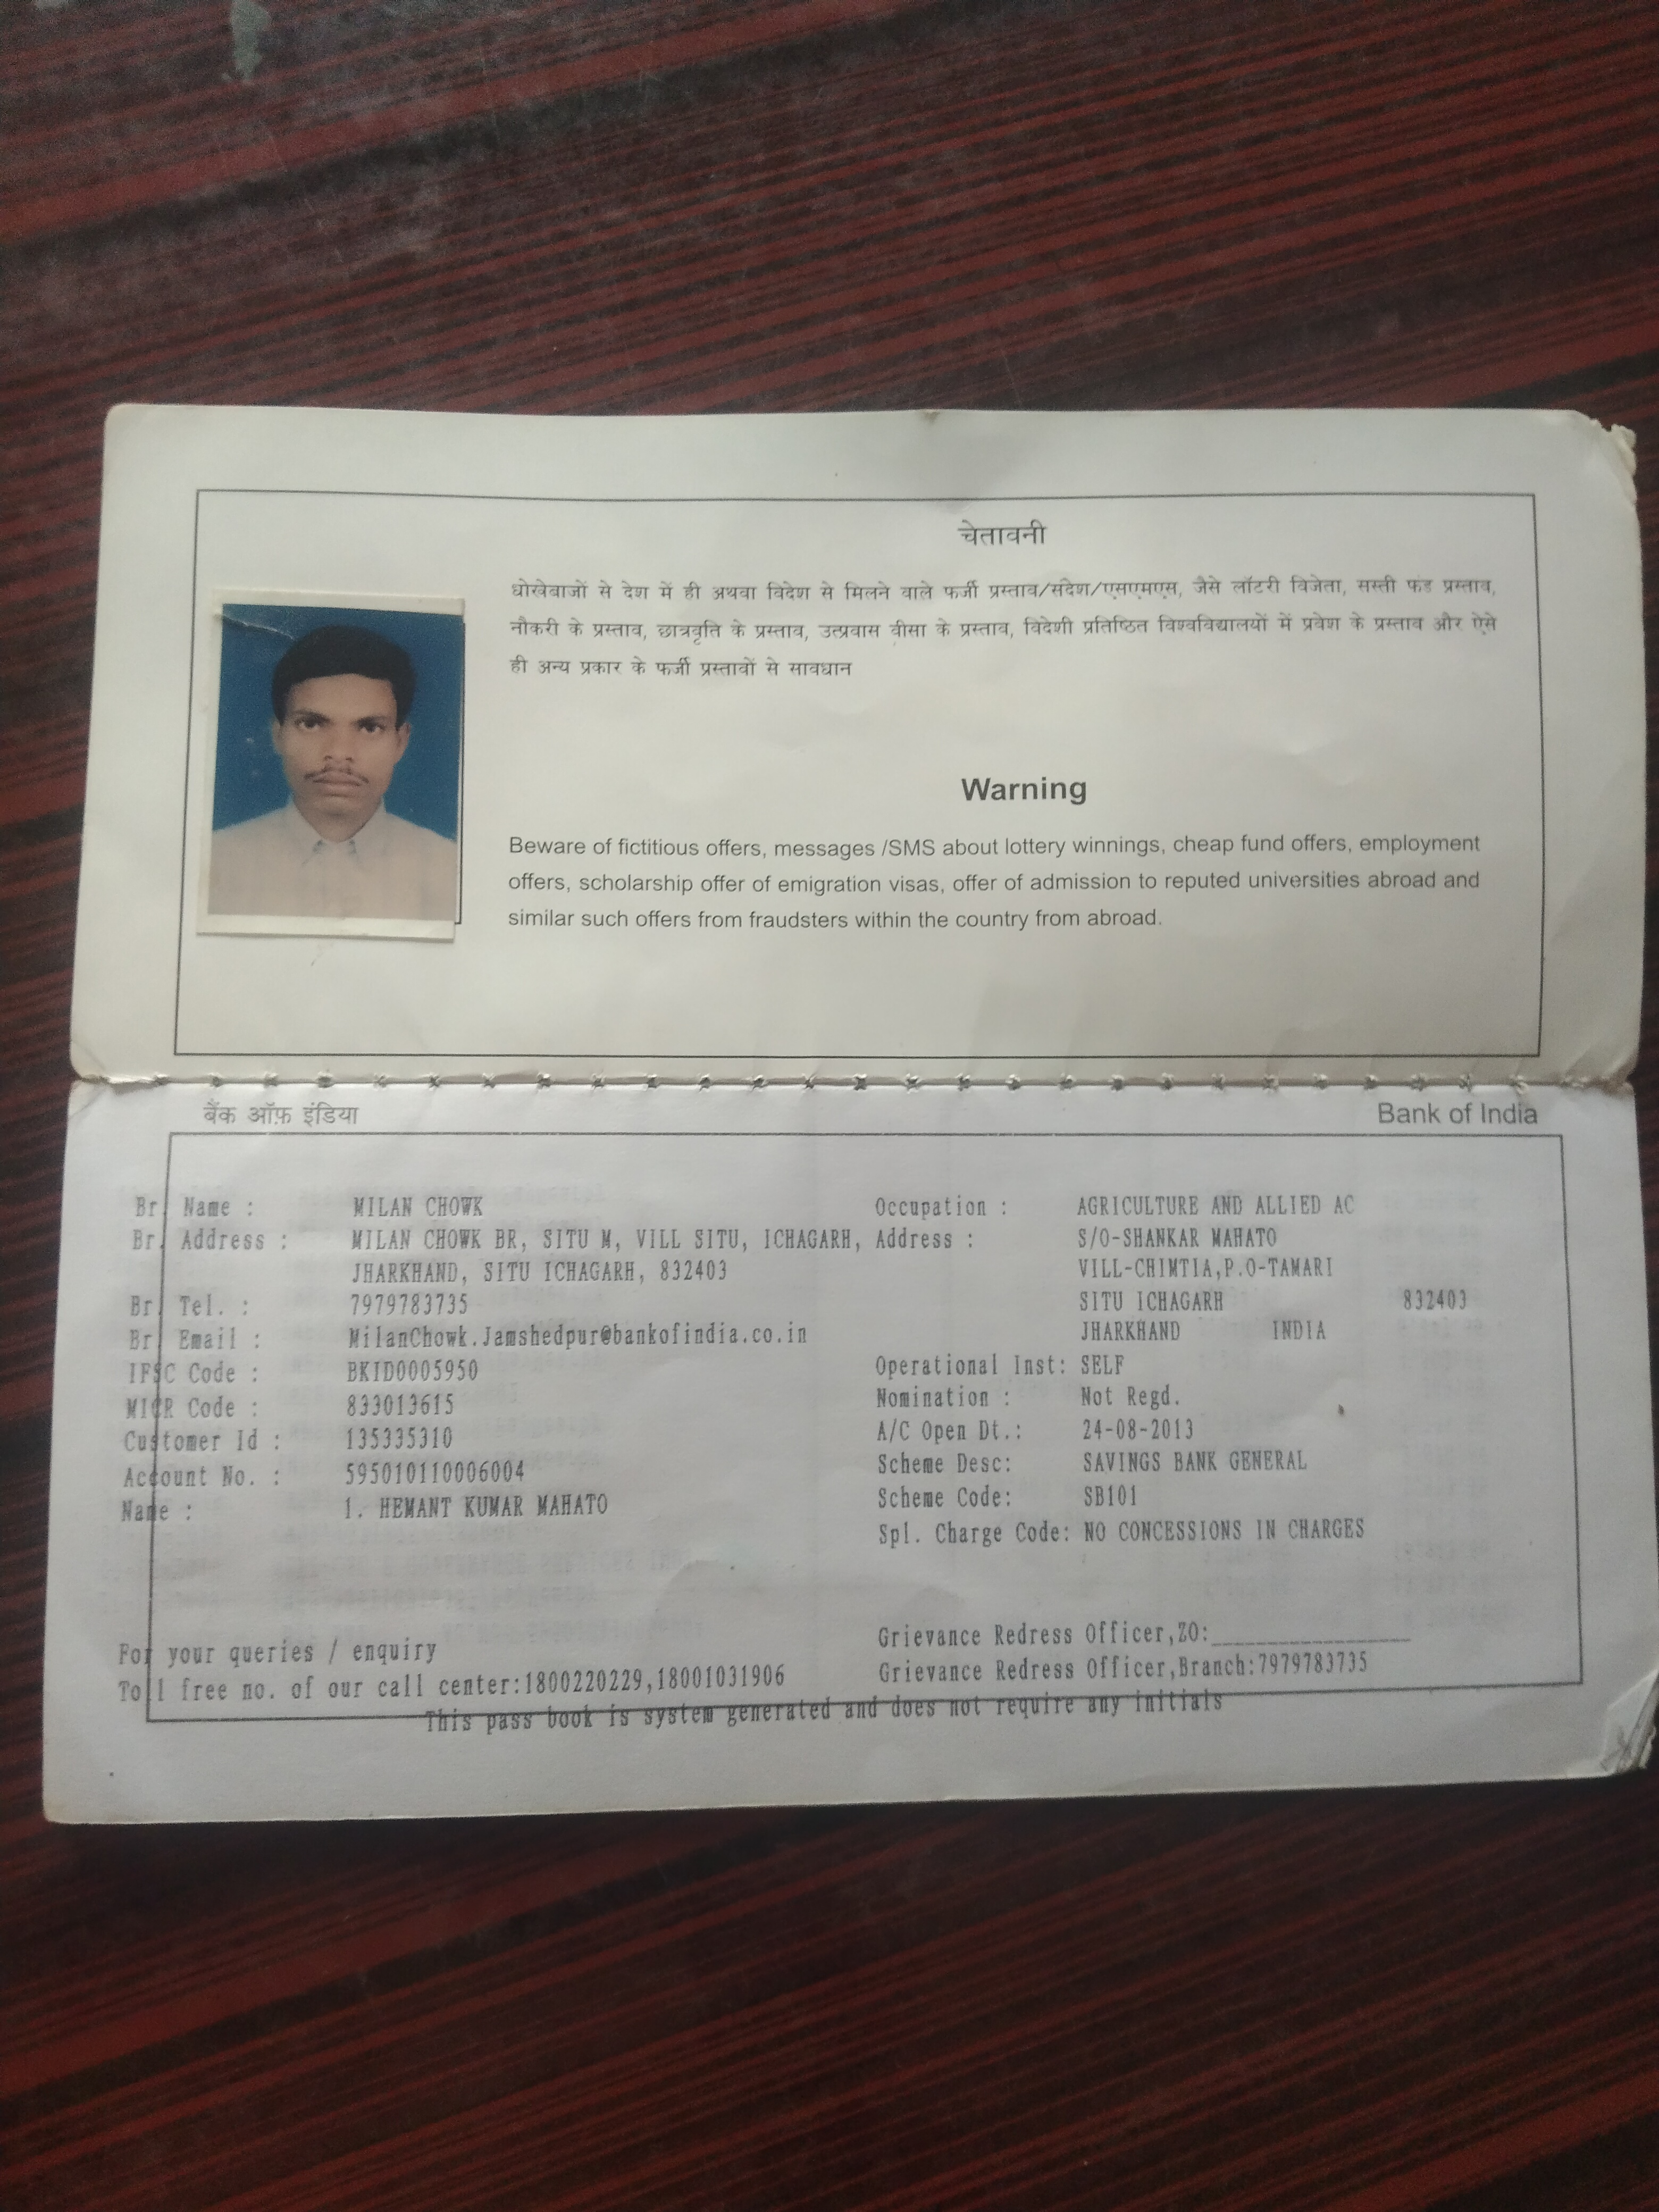 चेतावनी
धोखेबाजों से देश में ही अथवा विदेश से मिलने वाले फर्जी प्रस्ताव/संदेश/एसएमएस, जैसे लॉटरी विजेता, सस्ती फंड प्रस्ताव,
नौकरी के प्रस्ताव, छात्रवृति के प्रस्ताव, उत्प्रवास वीसा के प्रस्ताव, विदेशी प्रतिष्ठित विश्वविद्यालयों में प्रवेश के प्रस्ताव और ऐसे
ही अन्य प्रकार के फर्जी प्रस्तावों से सावधान
Warning
Beware of fictitious offers, messages /SMS about lottery winnings, cheap fund offers, employment
offers, scholarship offer of emigration visas, offer of admission to reputed universities abroad and
similar such offers from fraudsters within the country from abroad.
बैंक ऑफ़ इंडिया
Bank of India
Br Name : MILAN CHOWK
Br Address : MILAN CHOWK BR, SITU M, VILL SITU, ICHAGARH,
JHARKHAND, SITU ICHAGARH, 832403
Br Tel. : 7979783735
Br Email : MilanChowk.Jamshedpur@bankofindia.co.in
IFSC Code : BKID0005950
MICR Code : 833013615
Customer Id : 135335310
Account No. : 595010110006004
Name : 1. HEMANT KUMAR MAHATO
Occupation : AGRICULTURE AND ALLIED AC
Address : S/O-SHANKAR MAHATO
VILL-CHIMTIA,P.O-TAMARI
SITU ICHAGARH 832403
JHARKHAND INDIA
Operational Inst: SELF
Nomination : Not Regd.
A/C Open Dt.: 24-08-2013
Scheme Desc: SAVINGS BANK GENERAL
Scheme Code: SB101
Spl. Charge Code: NO CONCESSIONS IN CHARGES
For your queries / enquiry
Toll free no. of our call center:1800220229,18001031906
Grievance Redress Officer,ZO:__________________
Grievance Redress Officer,Branch:7979783735
This pass book is system generated and does not require any initials